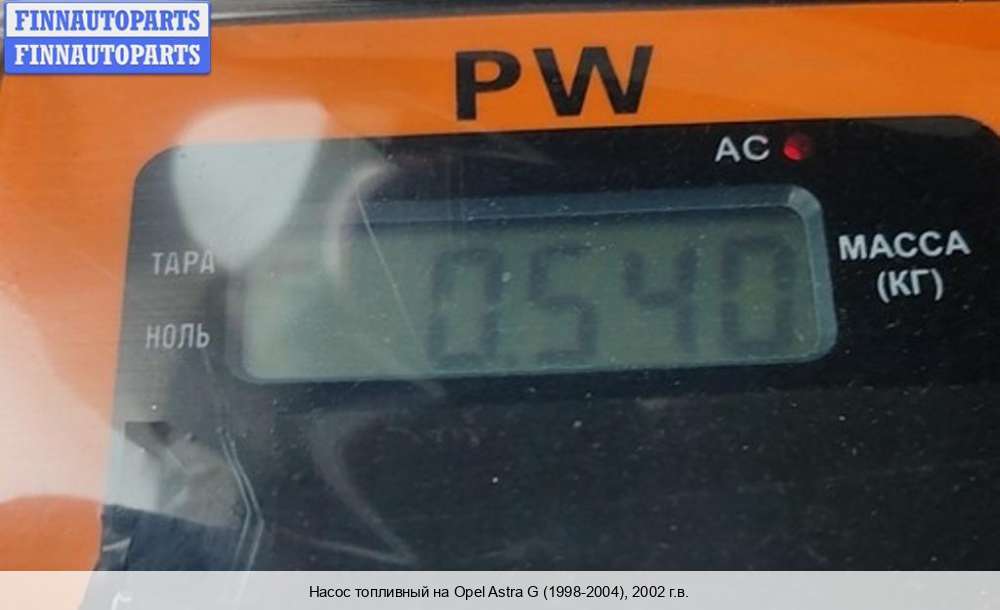 FINNAUTOPARTS
FINNAUTOPARTS
PW
AC
ТАРА
НОЛЬ
0.540
МАССА
(КГ)
Насос топливный на Opel Astra G (1998-2004), 2002 г.в.